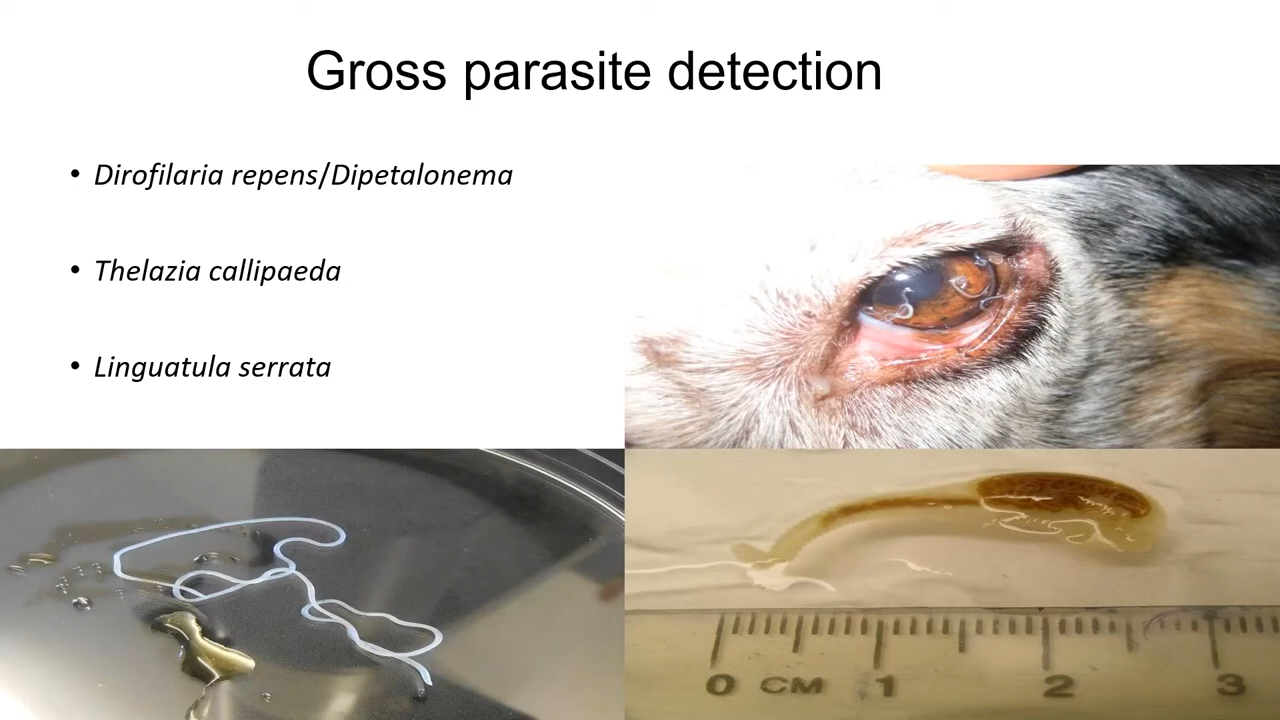 Gross parasite detection
• Dirofilaria repens/Dipetalonema
• Thelazia callipaeda
• Linguatula serrata
0 CM 1 2 3